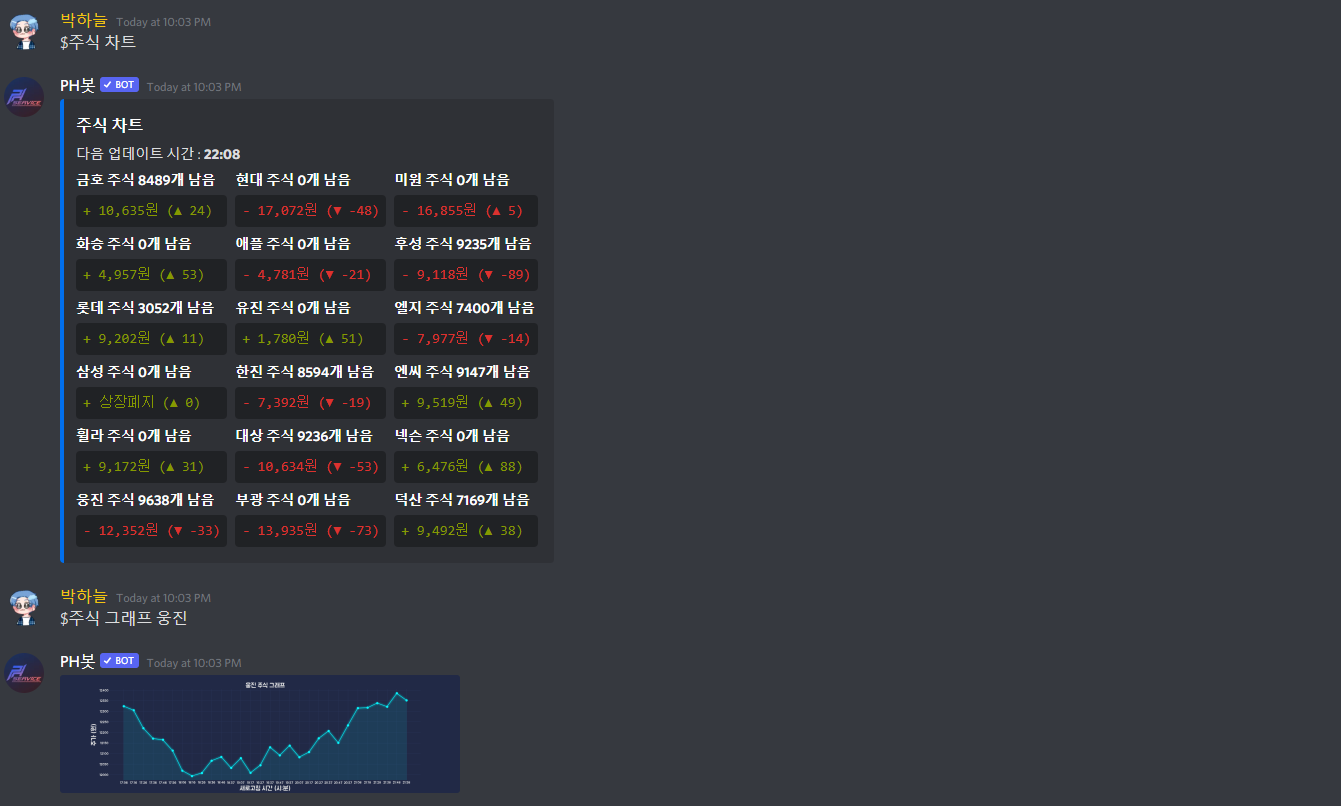 박하늘 Today at 10:03 PM
$주식 차트
PH봇 ✓ BOT Today at 10:03 PM
주식 차트
다음 업데이트 시간 : 22:08
금호 주식 8489개 남음 현대 주식 0개 남음 미원 주식 0개 남음
+ 10,635원 (▲ 24) - 17,072원 (▼ -48) - 16,855원 (▲ 5)
화승 주식 0개 남음 애플 주식 0개 남음 후성 주식 9235개 남음
+ 4,957원 (▲ 53) - 4,781원 (▼ -21) - 9,118원 (▼ -89)
롯데 주식 3052개 남음 유진 주식 0개 남음 엘지 주식 7400개 남음
+ 9,202원 (▲ 11) + 1,780원 (▲ 51) - 7,977원 (▼ -14)
삼성 주식 0개 남음 한진 주식 8594개 남음 엔씨 주식 9147개 남음
+ 상장폐지 (▲ 0) - 7,392원 (▼ -19) + 9,519원 (▲ 49)
휠라 주식 0개 남음 대상 주식 9236개 남음 넥슨 주식 0개 남음
+ 9,172원 (▲ 31) - 10,634원 (▼ -53) + 6,476원 (▲ 88)
웅진 주식 9638개 남음 부광 주식 0개 남음 덕산 주식 7169개 남음
- 12,352원 (▼ -33) - 13,935원 (▼ -73) + 9,492원 (▲ 38)
박하늘 Today at 10:03 PM
$주식 그래프 웅진
PH봇 ✓ BOT Today at 10:03 PM
웅진 주식 그래프
주가 (원)
새로고침 시간 (시:분)